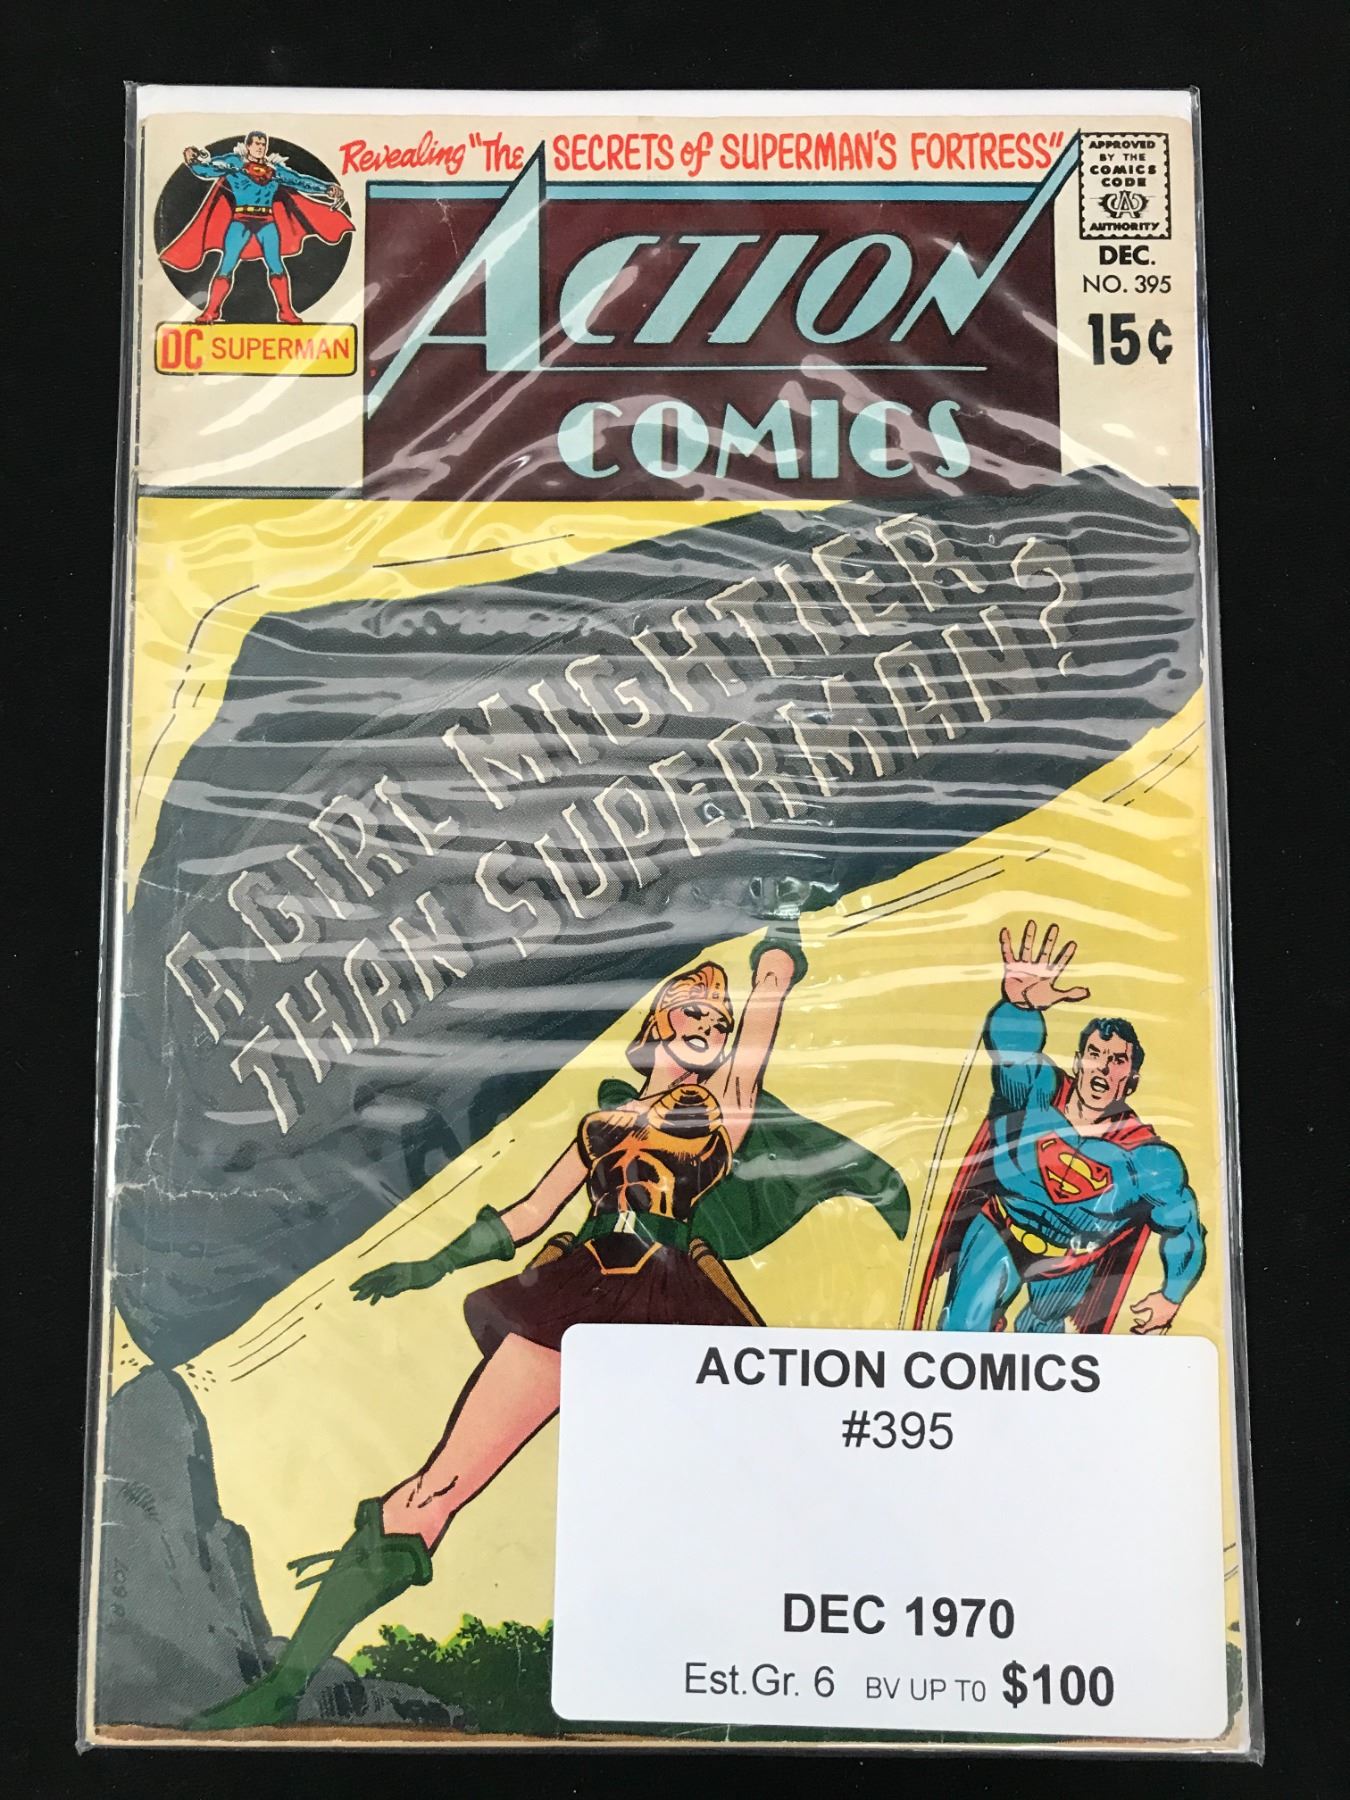 Revealing "The SECRETS of SUPERMAN'S FORTRESS"
DC SUPERMAN
ACTION
COMICS
APPROVED
BY THE
COMICS
CODE
CA
AUTHORITY
DEC.
NO. 395
15¢
A GIRL MIGHTIER
THAN SUPERMAN?
S
ACTION COMICS
#395
DEC 1970
Est.Gr. 6 BV UP TO $100